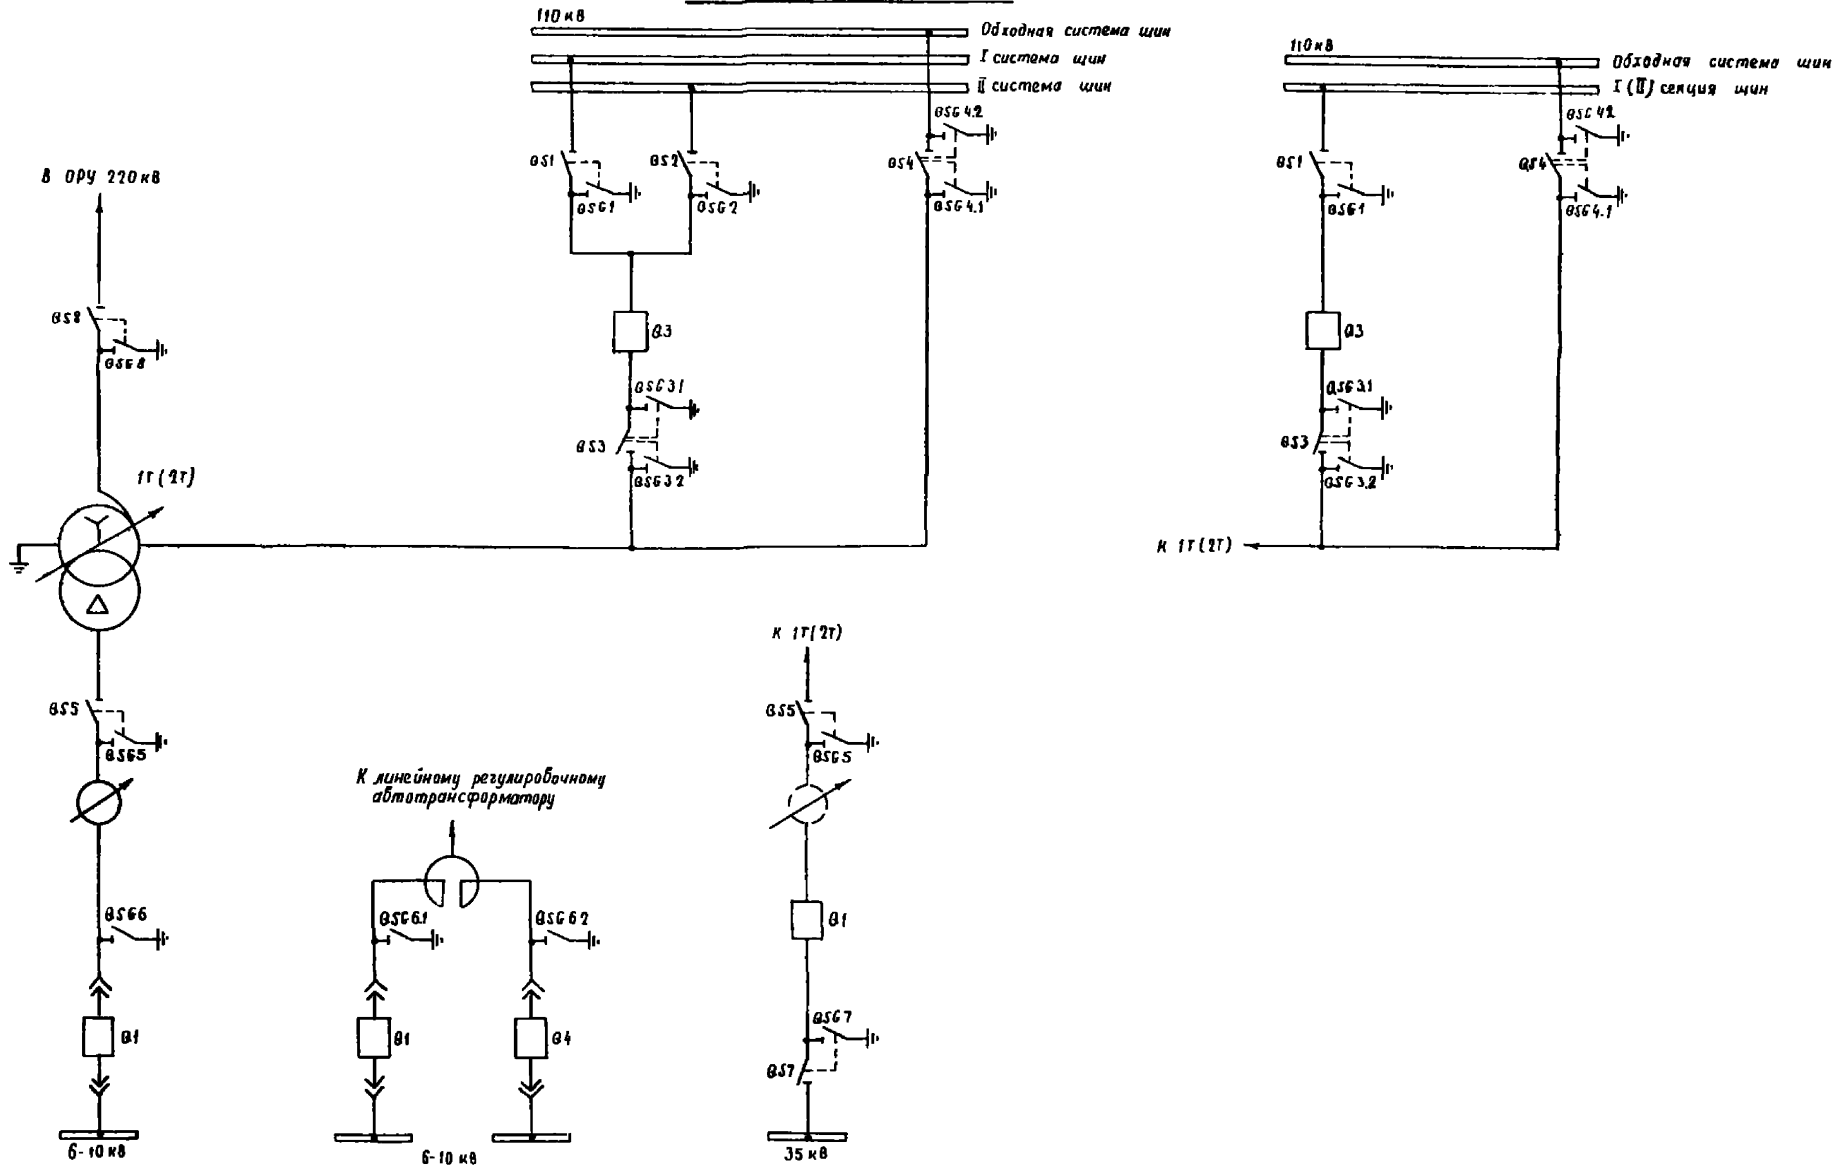 110 кв
Обходная система шин
I система шин
II система шин
QSG4.2
QS1
QS2
QS4
QSG1
QSG2
QSG4.1
Q3
QSG3.1
QS3
QSG3.2
110 кв
Обходная система шин
I (II) секция шин
QSG4.2
QS1
QS4
QSG1
QSG4.1
Q3
QSG3.1
QS3
QSG3.2
К 1Т(2Т)
В ОРУ 220 кв
QS8
QSG8
1Т(2Т)
QS5
QSG5
QSG6
Q1
6-10 кв
К линейному регулировочному
автотрансформатору
QSG6.1
QSG6.2
Q1
Q4
6-10 кв
К 1Т(2Т)
QS5
QSG5
Q1
QSG7
QS7
35 кв